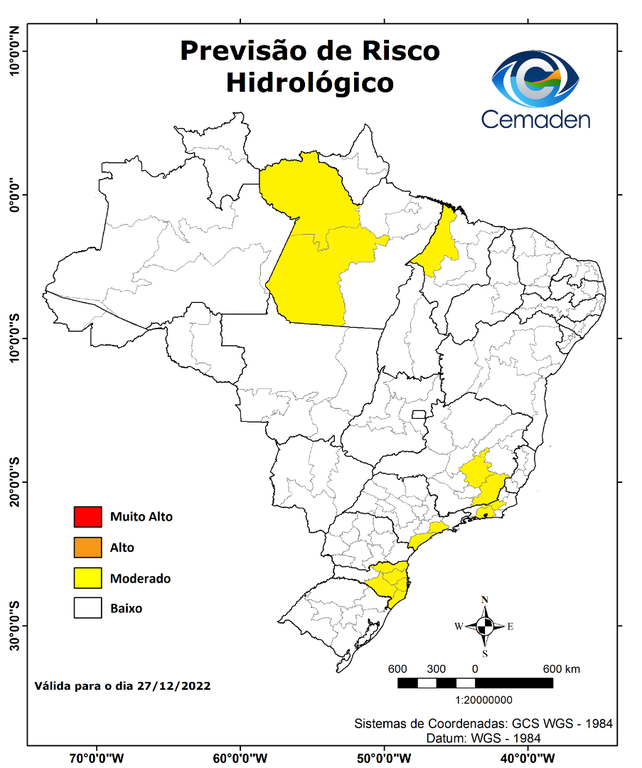 Previsão de Risco
Hidrológico
Cemaden
10°0'0"N
0°0'0"
10°0'0"S
20°0'0"S
30°0'0"S
Muito Alto
Alto
Moderado
Baixo
N
W E
S
600 300 0 600 km
1:20000000
Válida para o dia 27/12/2022
Sistemas de Coordenadas: GCS WGS - 1984
Datum: WGS - 1984
70°0'0"W 60°0'0"W 50°0'0"W 40°0'0"W